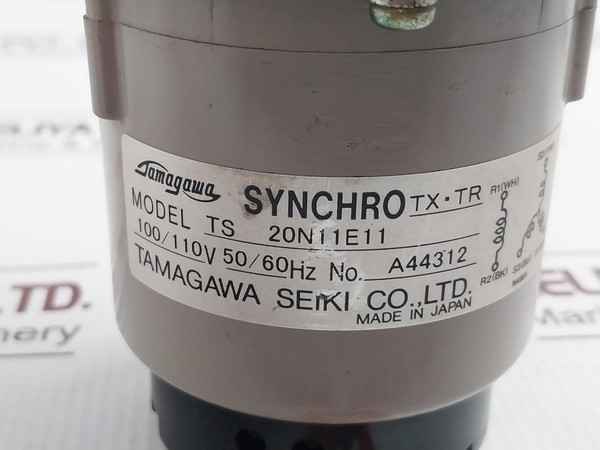 Tamagawa SYNCHRO TX・TR
MODEL TS 20N11E11
100/110V 50/60Hz No. A44312
TAMAGAWA SEIKI CO.,LTD.
MADE IN JAPAN
R1(WH)
R2(BK)
LTD.